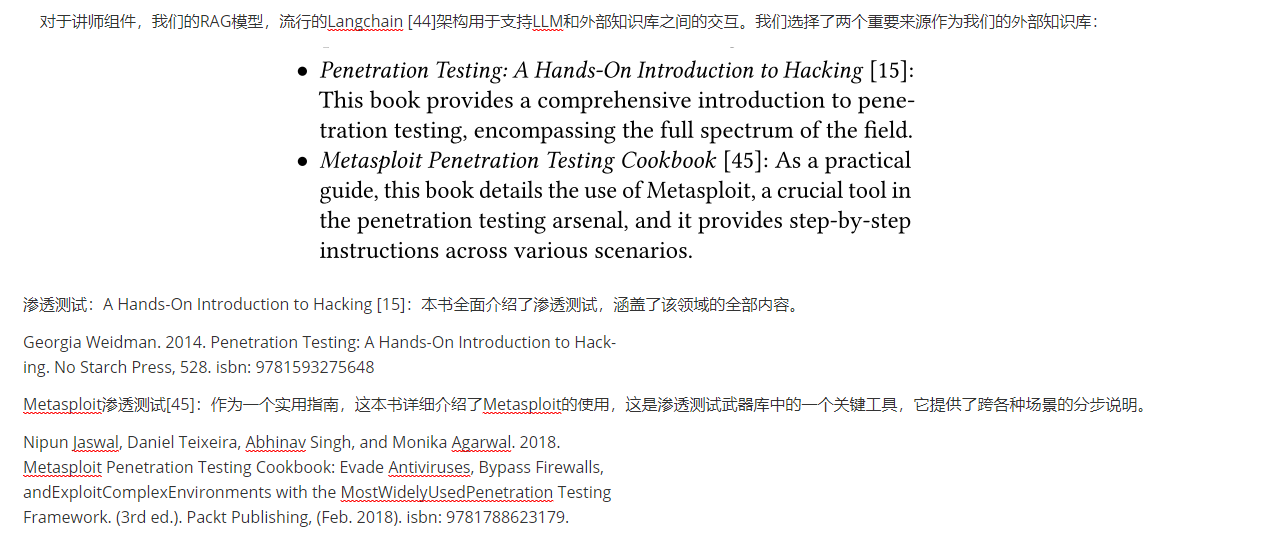 对于讲师组件，我们的RAG模型，流行的Langchain [44]架构用于支持LLM和外部知识库之间的交互。我们选择了两个重要来源作为我们的外部知识库：
• Penetration Testing: A Hands-On Introduction to Hacking [15]:
This book provides a comprehensive introduction to pene-
tration testing, encompassing the full spectrum of the field.
• Metasploit Penetration Testing Cookbook [45]: As a practical
guide, this book details the use of Metasploit, a crucial tool in
the penetration testing arsenal, and it provides step-by-step
instructions across various scenarios.
渗透测试：A Hands-On Introduction to Hacking [15]：本书全面介绍了渗透测试，涵盖了该领域的全部内容。
Georgia Weidman. 2014. Penetration Testing: A Hands-On Introduction to Hack-
ing. No Starch Press, 528. isbn: 9781593275648
Metasploit渗透测试[45]：作为一个实用指南，这本书详细介绍了Metasploit的使用，这是渗透测试武器库中的一个关键工具，它提供了跨各种场景的分步说明。
Nipun Jaswal, Daniel Teixeira, Abhinav Singh, and Monika Agarwal. 2018.
Metasploit Penetration Testing Cookbook: Evade Antiviruses, Bypass Firewalls,
andExploitComplexEnvironments with the MostWidelyUsedPenetration Testing
Framework. (3rd ed.). Packt Publishing, (Feb. 2018). isbn: 9781788623179.